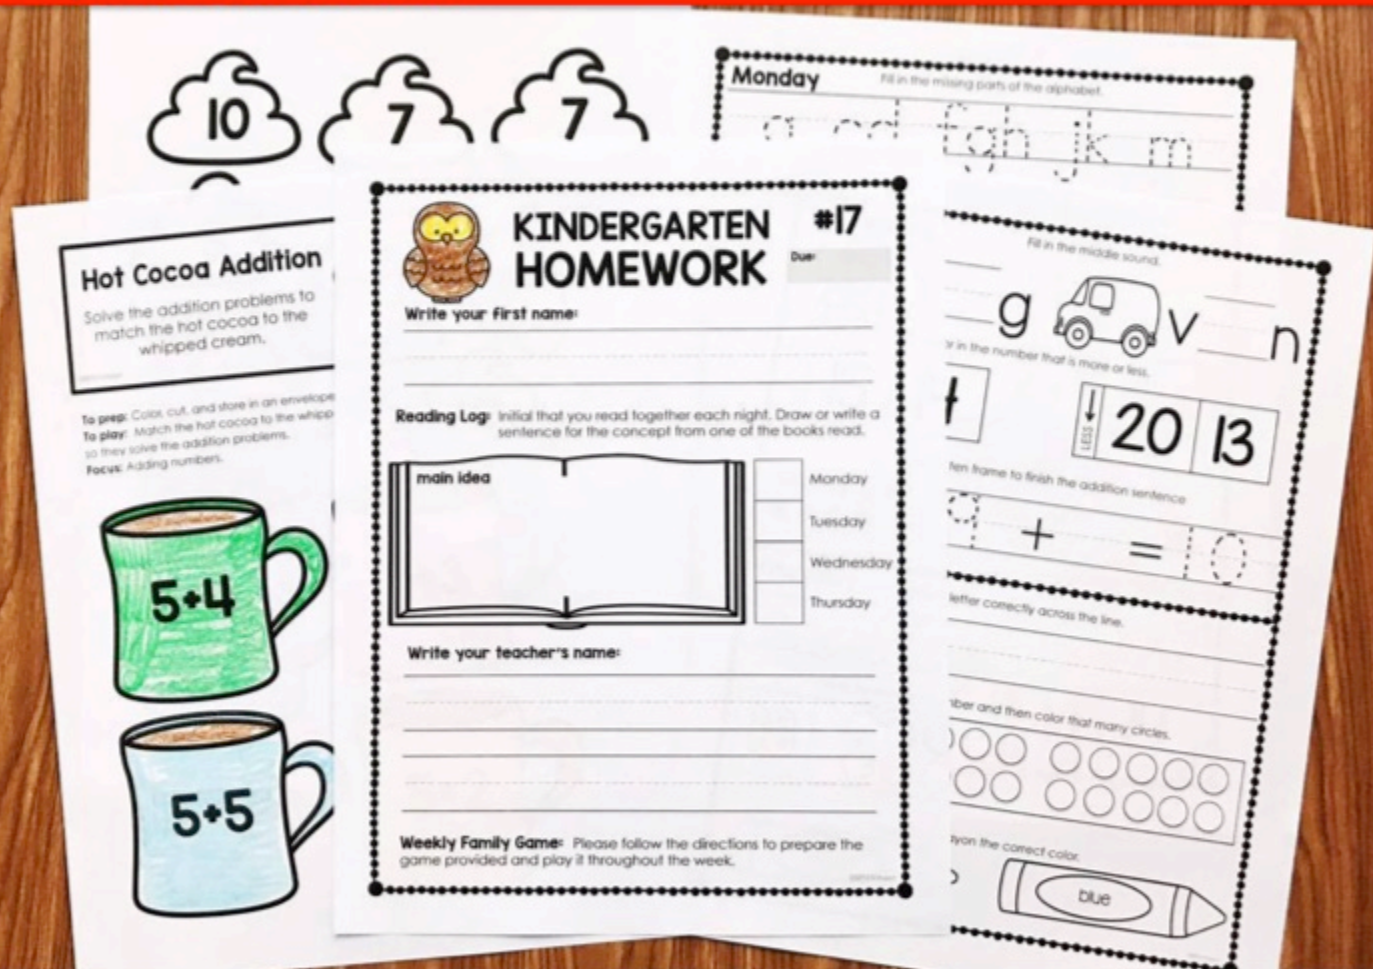 10
7
7
Monday
Fill in the missing parts of the alphabet.
a cd fgh jk m
Hot Cocoa Addition
Solve the addition problems to
match the hot cocoa to the
whipped cream.
To prep: Color, cut, and store in an envelope
To play: Match the hot cocoa to the whipp
so they solve the addition problems.
Focus: Adding numbers.
5+4
5+5
KINDERGARTEN
HOMEWORK
#17
Due:
Write your first name:
Reading Log: Initial that you read together each night. Draw or write a
sentence for the concept from one of the books read.
main idea
Monday
Tuesday
Wednesday
Thursday
Write your teacher's name:
Weekly Family Game: Please follow the directions to prepare the
game provided and play it throughout the week.
Fill in the middle sound.
g
v n
in the number that is more or less.
LESS
20 13
ten frame to finish the addition sentence
9 + = 10
letter correctly across the line.
and then color that many circles.
the correct color.
blue